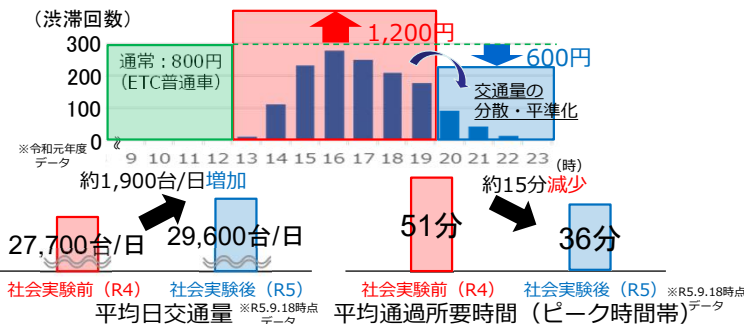 （渋滞回数）
300
200
100
0
1,200円
600円
通常：800円
（ETC普通車）
交通量の
分散・平準化
※令和元年度
データ
9 10 11 12 13 14 15 16 17 18 19 20 21 22 23
（時）
約1,900台/日増加
27,700台/日
29,600台/日
社会実験前（R4）
社会実験後（R5）
平均日交通量
※R5.9.18時点
データ
約15分減少
51分
36分
社会実験前（R4）
社会実験後（R5）
※R5.9.18時点
データ
平均通過所要時間（ピーク時間帯）